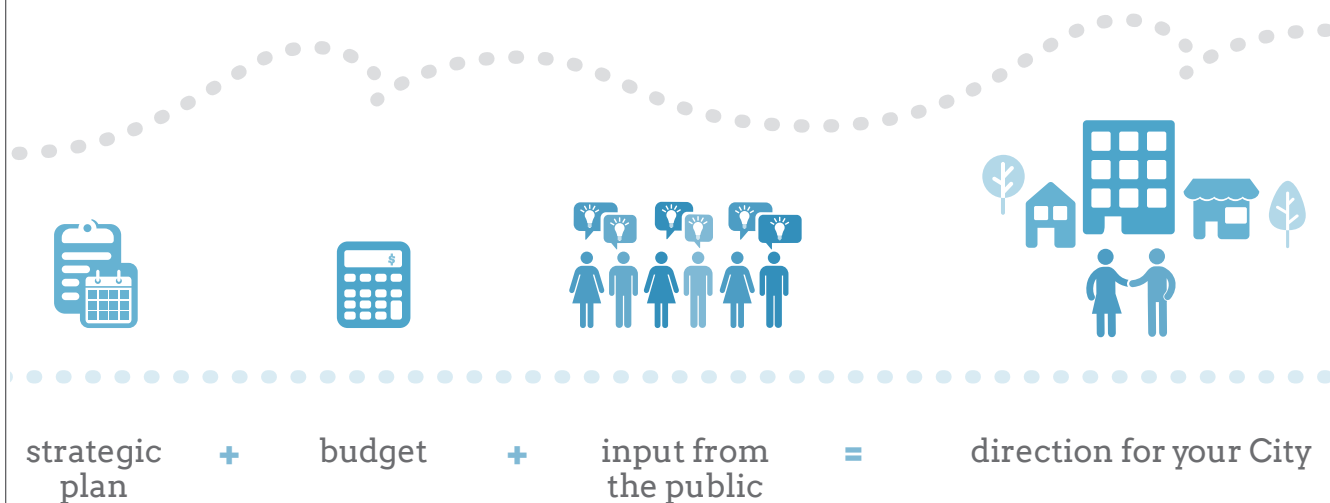 $
strategic + budget + input from = direction for your City
plan the public